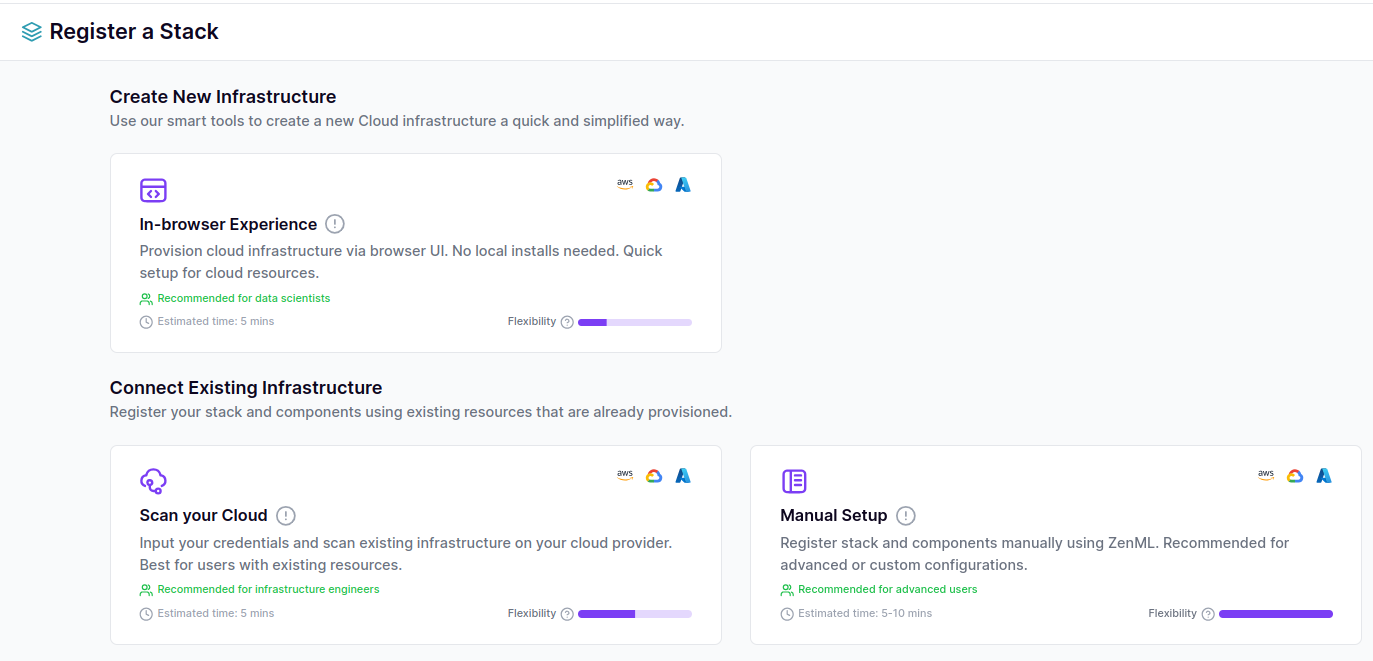 Register a Stack
Create New Infrastructure
Use our smart tools to create a new Cloud infrastructure a quick and simplified way.
aws
In-browser Experience
Provision cloud infrastructure via browser UI. No local installs needed. Quick
setup for cloud resources.
Recommended for data scientists
Estimated time: 5 mins
Flexibility
Connect Existing Infrastructure
Register your stack and components using existing resources that are already provisioned.
aws
Scan your Cloud
Input your credentials and scan existing infrastructure on your cloud provider.
Best for users with existing resources.
Recommended for infrastructure engineers
Estimated time: 5 mins
Flexibility
aws
Manual Setup
Register stack and components manually using ZenML. Recommended for
advanced or custom configurations.
Recommended for advanced users
Estimated time: 5-10 mins
Flexibility